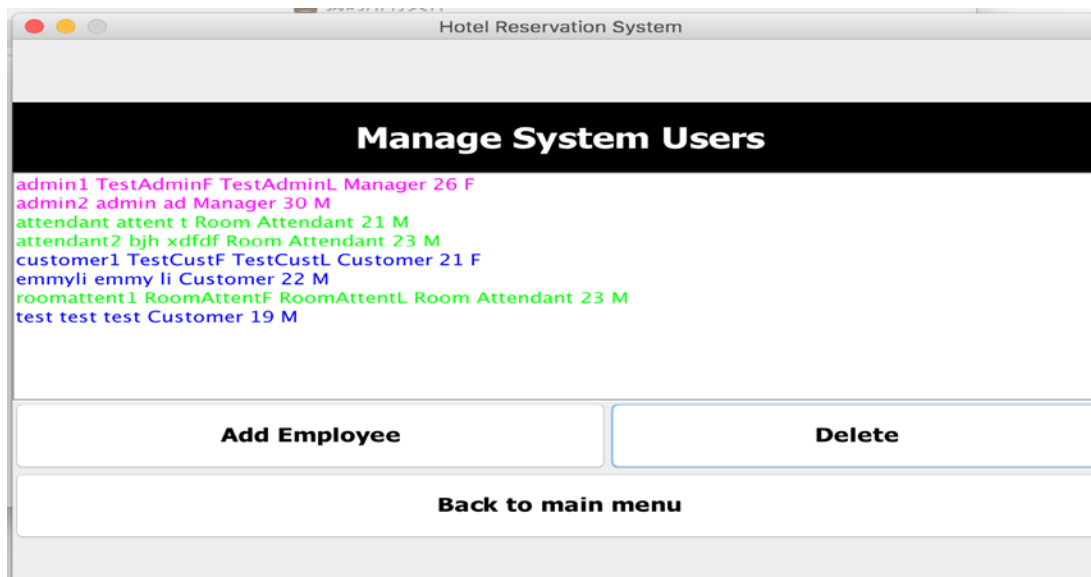 Hotel Reservation System
Manage System Users
admin1 TestAdminF TestAdminL Manager 26 F
admin2 admin ad Manager 30 M
attendant attent t Room Attendant 21 M
attendant2 bjh xdfdf Room Attendant 23 M
customer1 TestCustF TestCustL Customer 21 F
emmyli emmy li Customer 22 M
roomattent1 RoomAttentF RoomAttentL Room Attendant 23 M
test test test Customer 19 M
Add Employee
Delete
Back to main menu